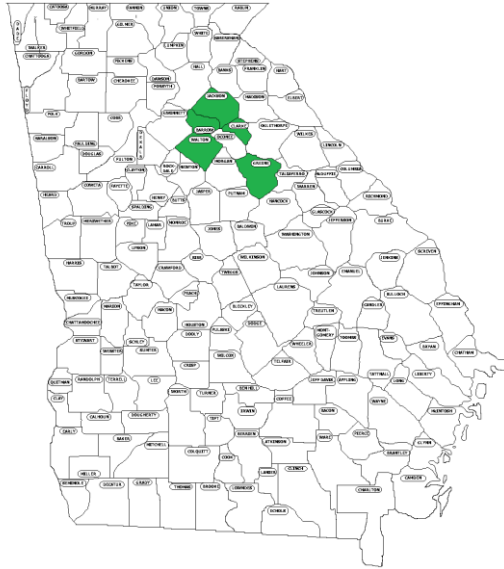 FANNIN
UNION
TOWNS
RABUN
MURRAY
WHITFIELD
GILMER
DADE
WALKER
CHATTOOGA
GORDON
LUMPKIN
WHITE
HABERSHAM
STEPHENS
PICKENS
DAWSON
HALL
BANKS
FRANKLIN
HART
FLOYD
BARTOW
CHEROKEE
FORSYTH
JACKSON
MADISON
ELBERT
POLK
COBB
GWINNETT
BARROW
CLARKE
OGLETHORPE
WILKES
LINCOLN
HARALSON
PAULDING
DOUGLAS
FULTON
DEKALB
WALTON
OCONEE
CARROLL
CLAYTON
ROCKDALE
NEWTON
MORGAN
GREENE
TALIAFERRO
MCDUFFIE
COLUMBIA
HEARD
COWETA
FAYETTE
HENRY
BUTTS
JASPER
PUTNAM
HANCOCK
WARREN
RICHMOND
SPALDING
TROUP
MERIWETHER
PIKE
LAMAR
MONROE
JONES
BALDWIN
GLASCOCK
JEFFERSON
BURKE
WASHINGTON
UPSON
HARRIS
TALBOT
CRAWFORD
BIBB
TWIGGS
WILKINSON
JOHNSON
EMANUEL
JENKINS
SCREVEN
TAYLOR
PEACH
LAURENS
MUSCOGEE
MARION
MACON
BLECKLEY
TREUTLEN
CANDLER
BULLOCH
EFFINGHAM
CHATTAHOOCHEE
HOUSTON
DOOLY
PULASKI
DODGE
WHEELER
MONTGOMERY
TOOMBS
EVANS
BRYAN
CHATHAM
STEWART
SCHLEY
WEBSTER
SUMTER
WILCOX
TELFAIR
TATTNALL
LIBERTY
LONG
QUITMAN
RANDOLPH
TERRELL
LEE
CRISP
WORTH
TURNER
BEN HILL
JEFF DAVIS
APPLING
WAYNE
CLAY
CALHOUN
DOUGHERTY
TIFT
IRWIN
COFFEE
BACON
MCINTOSH
EARLY
BAKER
MITCHELL
COLQUITT
COOK
BERRIEN
ATKINSON
WARE
PIERCE
BRANTLEY
GLYNN
MILLER
LANIER
CLINCH
CAMDEN
SEMINOLE
DECATUR
GRADY
THOMAS
BROOKS
LOWNDES
ECHOLS
CHARLTON